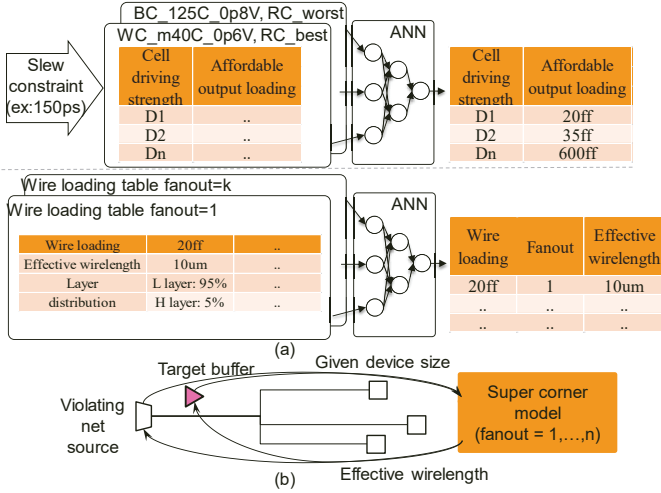 BC_125C_0p8V, RC_worst
WC_m40C_0p6V, RC_best
ANN
Slew
constraint
(ex:150ps)
Cell
driving
strength
Affordable
output loading
D1 ..
D2 ..
Dn ..
Cell
driving
strength
Affordable
output loading
D1 20ff
D2 35ff
Dn 600ff
Wire loading table fanout=k
Wire loading table fanout=1
ANN
Wire loading 20ff ..
Effective wirelength 10um ..
Layer L layer: 95% ..
distribution H layer: 5% ..
Wire
loading
Fanout
Effective
wirelength
20ff 1 10um
.. .. ..
.. .. ..
(a)
Target buffer
Given device size
Violating
net
source
Super corner
model
(fanout = 1,…,n)
Effective wirelength
(b)